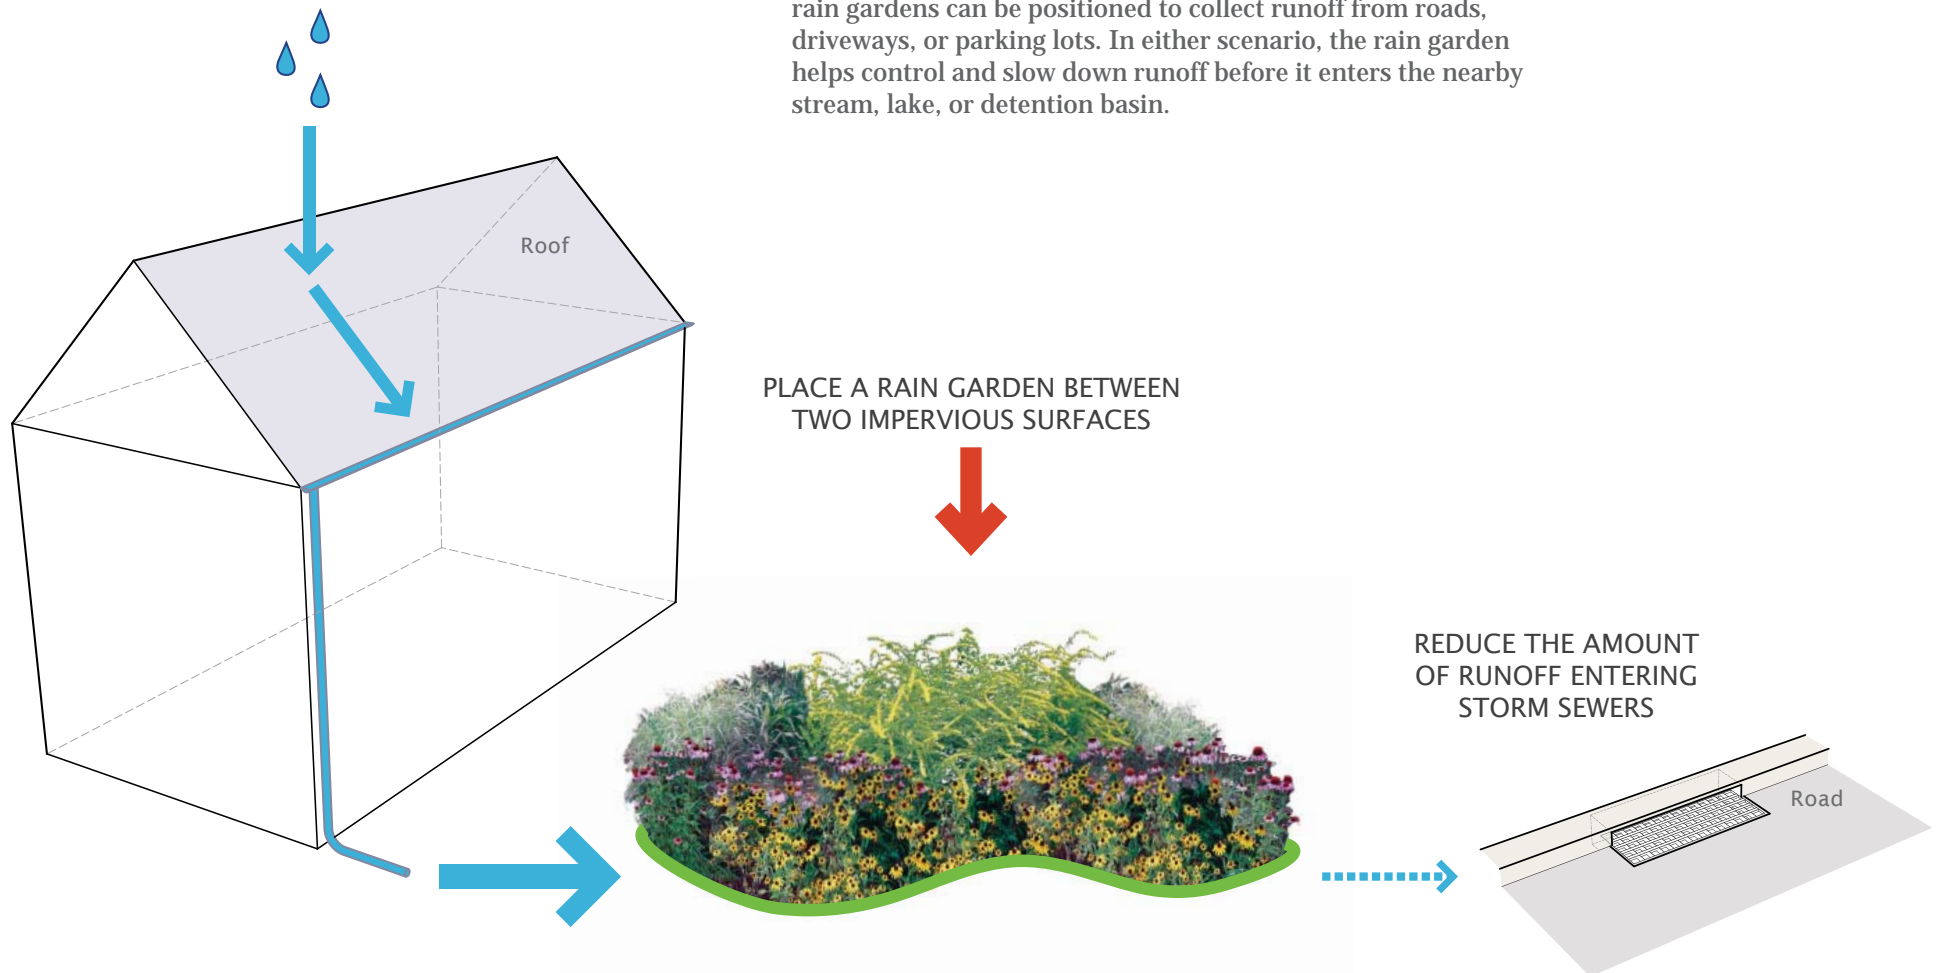 rain gardens can be positioned to collect runoff from roads,
driveways, or parking lots. In either scenario, the rain garden
helps control and slow down runoff before it enters the nearby
stream, lake, or detention basin.
Roof
PLACE A RAIN GARDEN BETWEEN
TWO IMPERVIOUS SURFACES
REDUCE THE AMOUNT
OF RUNOFF ENTERING
STORM SEWERS
Road